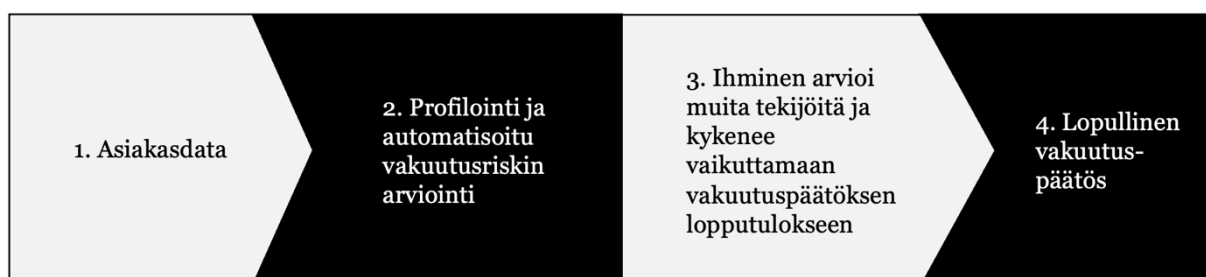 1. Asiakasdata
2. Profilointi ja
automatisoitu
vakuutusriskin
arviointi
3. Ihminen arvioi
muita tekijöitä ja
kykenee
vaikuttamaan
vakuutuspäätöksen
lopputulokseen
4. Lopullinen
vakuutus-
päätös